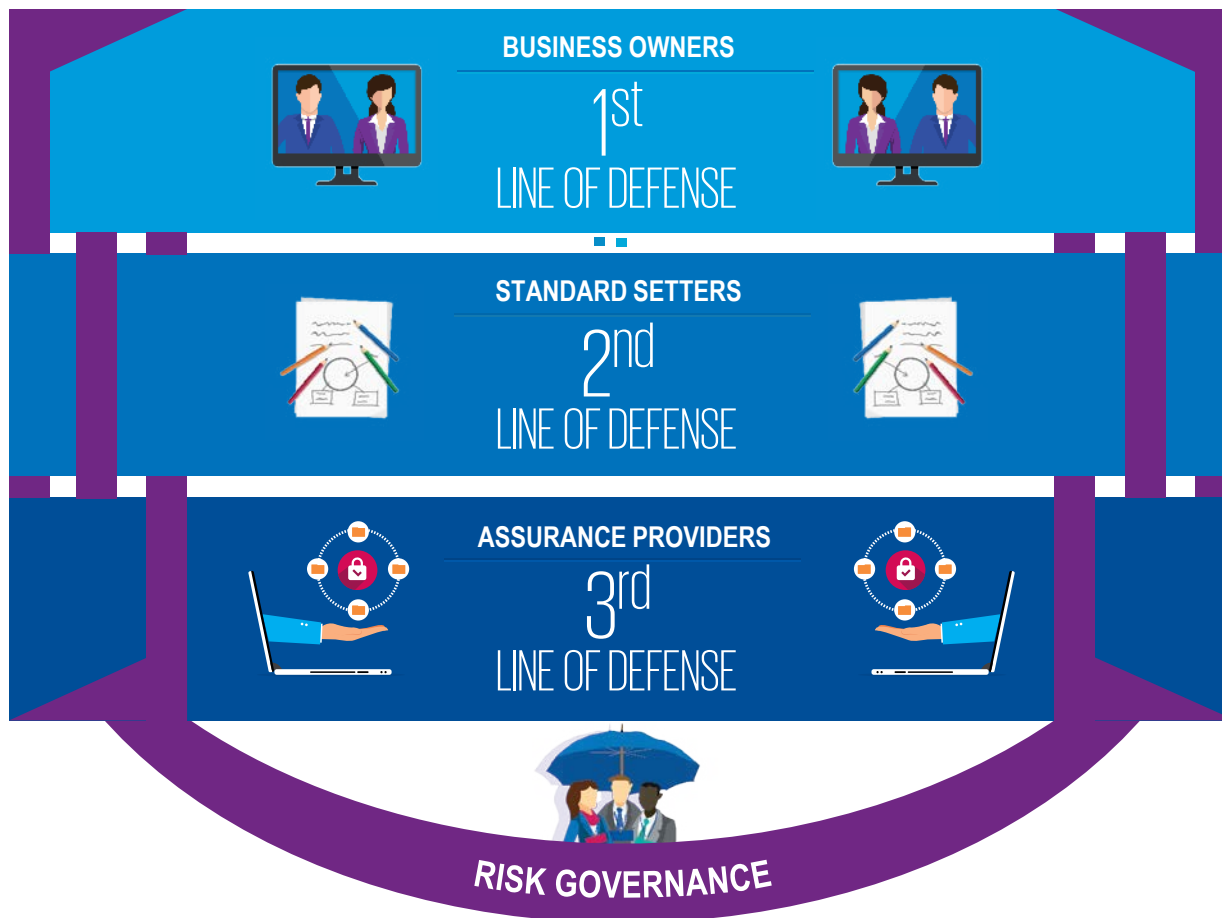 BUSINESS OWNERS
1st
LINE OF DEFENSE
STANDARD SETTERS
2nd
LINE OF DEFENSE
ASSURANCE PROVIDERS
3rd
LINE OF DEFENSE
RISK GOVERNANCE